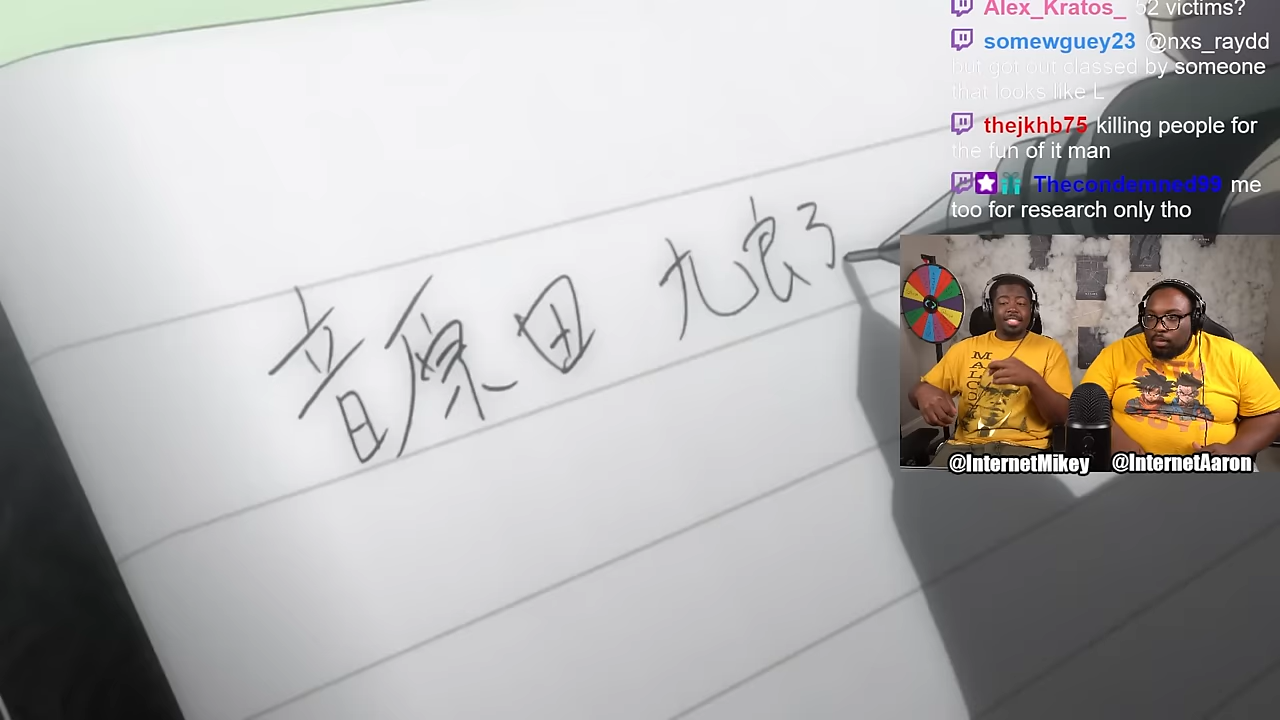 Alex_Kratos_ 52 victims?
somewguey23 @nxs_raydd
but got out classed by someone
that looks like L
thejkhb75 killing people for
the fun of it man
Thecondemned99 me
too for research only tho
音原田 九郎
@InternetMikey @InternetAaron